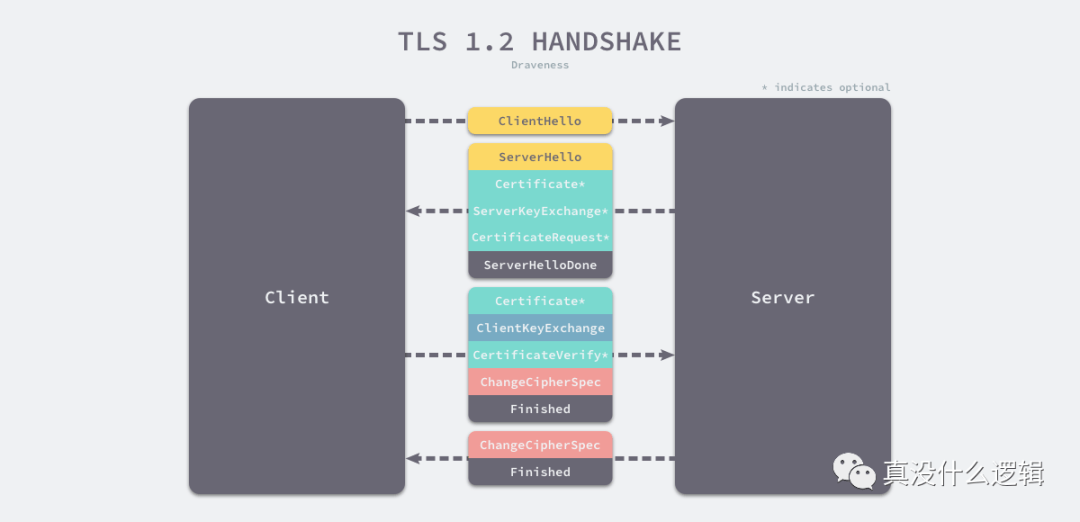 TLS 1.2 HANDSHAKE
Draveness
* indicates optional
ClientHello
ServerHello
Certificate*
ServerKeyExchange*
CertificateRequest*
ServerHelloDone
Client
Server
Certificate*
ClientKeyExchange
CertificateVerify*
ChangeCipherSpec
Finished
ChangeCipherSpec
Finished
真没什么逻辑